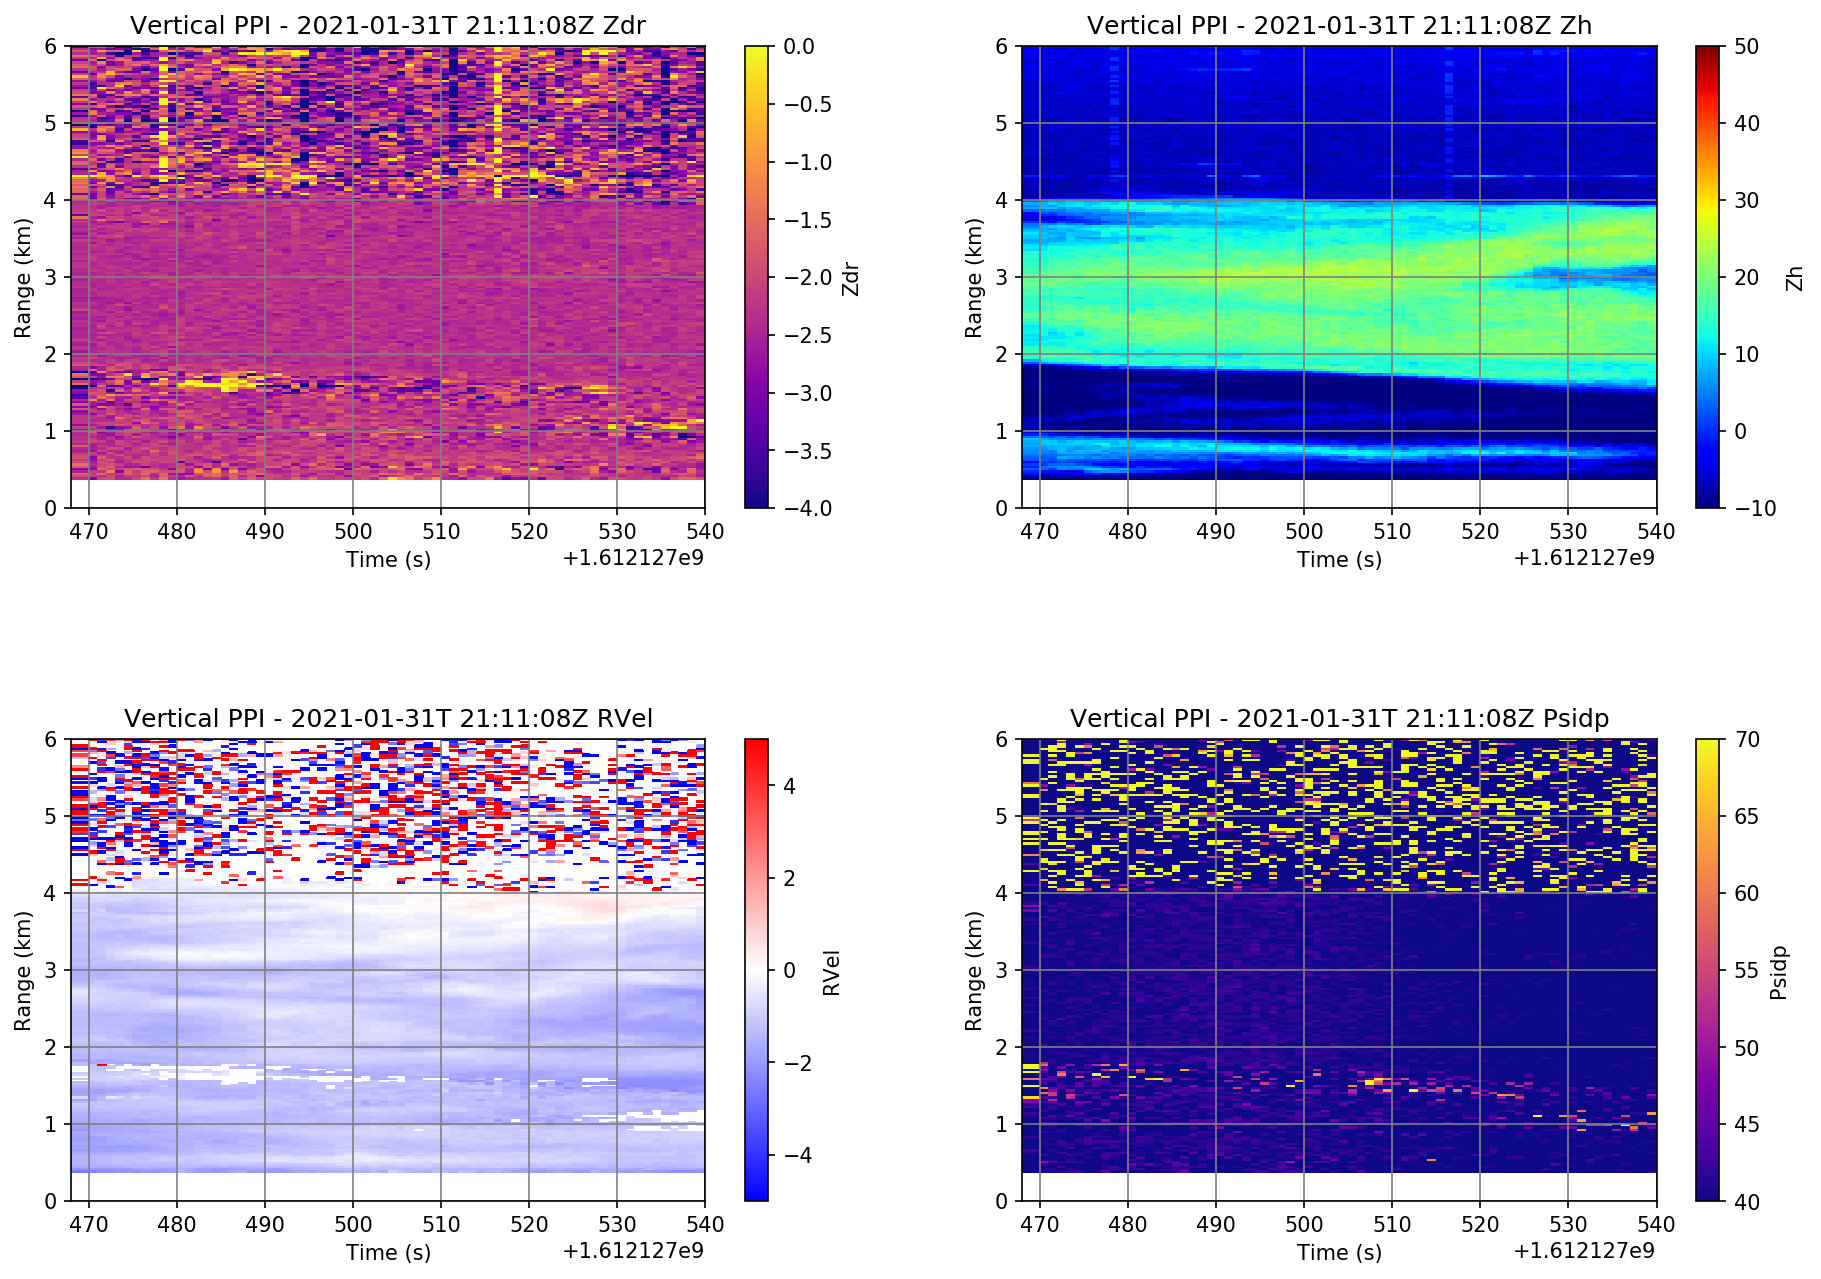 Vertical PPI - 2021-01-31T 21:11:08Z Zdr
6
5
4
3
2
1
0
Range (km)
470 480 490 500 510 520 530 540
Time (s)
+1.612127e9
0.0
−0.5
−1.0
−1.5
−2.0
−2.5
−3.0
−3.5
−4.0
Zdr
Vertical PPI - 2021-01-31T 21:11:08Z Zh
6
5
4
3
2
1
0
Range (km)
470 480 490 500 510 520 530 540
Time (s)
+1.612127e9
50
40
30
20
10
0
−10
Zh
Vertical PPI - 2021-01-31T 21:11:08Z RVel
6
5
4
3
2
1
0
Range (km)
470 480 490 500 510 520 530 540
Time (s)
+1.612127e9
4
2
0
−2
−4
RVel
Vertical PPI - 2021-01-31T 21:11:08Z Psidp
6
5
4
3
2
1
0
Range (km)
470 480 490 500 510 520 530 540
Time (s)
+1.612127e9
70
65
60
55
50
45
40
Psidp